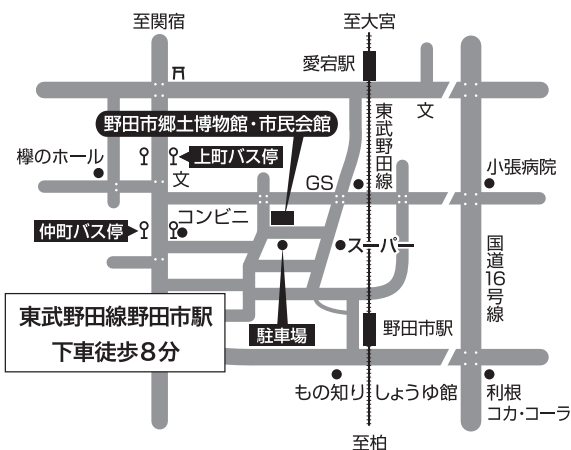 至関宿
至大宮
愛宕駅
野田市郷土博物館・市民会館
東武野田線
文
欅のホール
上町バス停
文
GS
小張病院
仲町バス停
コンビニ
スーパー
国道16号線
東武野田線野田市駅
下車徒歩8分
駐車場
野田市駅
もの知りしょうゆ館
利根
コカ・コーラ
至柏